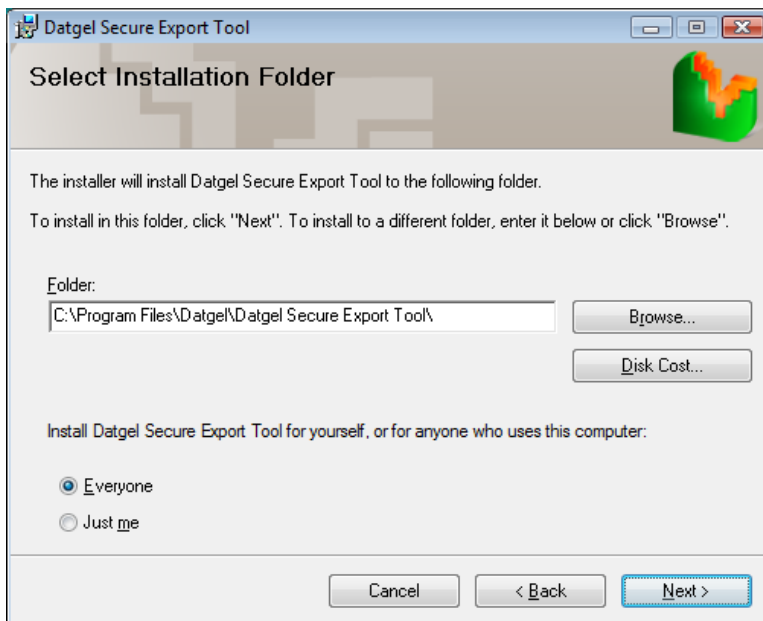 Datgel Secure Export Tool
Select Installation Folder
The installer will install Datgel Secure Export Tool to the following folder.
To install in this folder, click "Next". To install to a different folder, enter it below or click "Browse".
Folder:
C:\Program Files\Datgel\Datgel Secure Export Tool\
Browse...
Disk Cost...
Install Datgel Secure Export Tool for yourself, or for anyone who uses this computer:
Everyone
Just me
Cancel
< Back
Next >